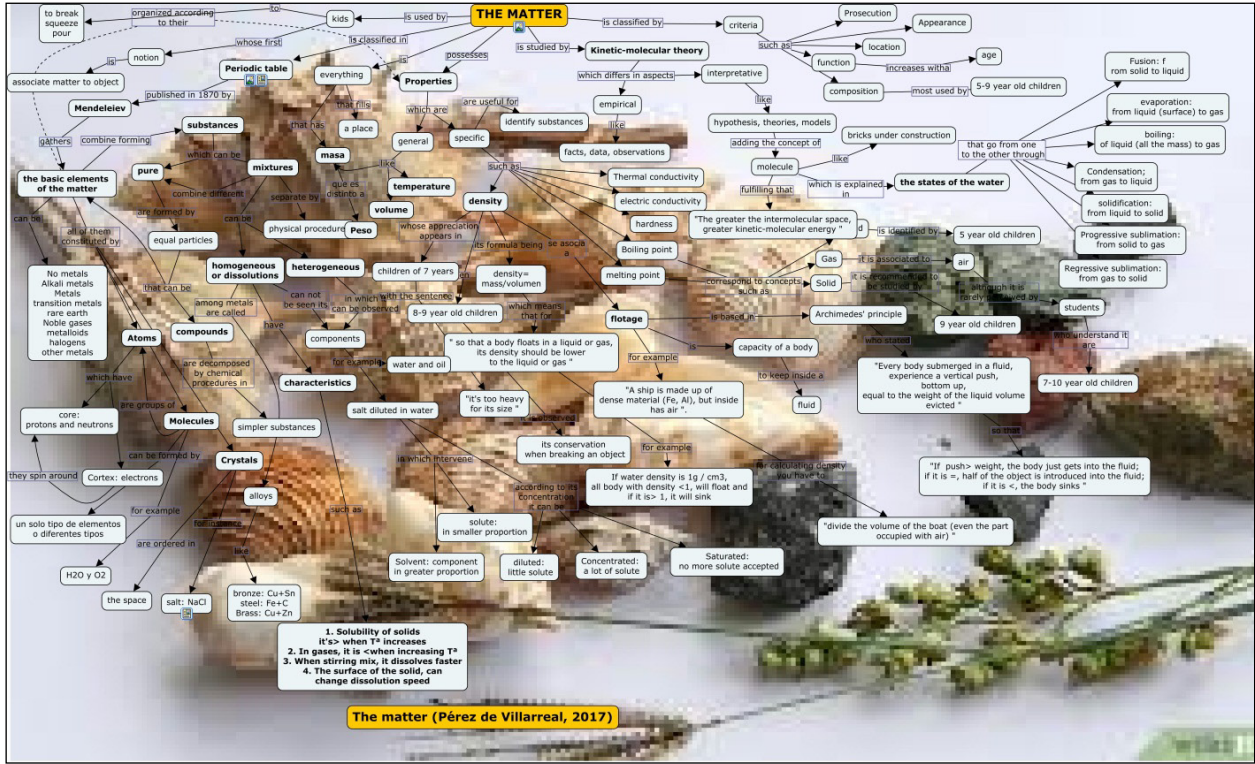 THE MATTER
is used by
kids
to
organized according
to their
to break
squeeze
pour
whose first
notion
is
associate matter to object
is classified in
Periodic table
published in 1870 by
Mendeleiev
gathers
the basic elements
of the matter
can be
No metals
Alkali metals
Metals
transition metals
rare earth
Noble gases
metalloids
halogens
other metals
all of them
constituted by
Atoms
which have
core:
protons and neutrons
they spin around
Cortex: electrons
are groups of
Molecules
can be formed by
un solo tipo de elementos
o diferentes tipos
for example
H2O y O2
combine forming
substances
which can be
pure
mixtures
combine different
are formed by
equal particles
can be
separate by
physical procedure
homogeneous
or dissolutions
heterogeneous
that can be
compounds
among metals
are called
are decomposed
by chemical
procedures in
simpler substances
Crystals
are ordered in
the space
for instance
salt: NaCl
alloys
like
bronze: Cu+Sn
steel: Fe+C
Brass: Cu+Zn
can not
be seen its
in which it
can be observed
components
have
characteristics
such as
1. Solubility of solids
it's> when Tª increases
2. In gases, it is <when increasing Tª
3. When stirring mix, it dissolves faster
4. The surface of the solid, can
change dissolution speed
for example
water and oil
salt diluted in water
in which intervene
solute:
in smaller proportion
Solvent: component
in greater proportion
according to its
concentration
it can be
diluted:
little solute
Concentrated:
a lot of solute
Saturated:
no more solute accepted
is
everything
that fills
a place
that has
masa
que es
distinto a
Peso
possesses
Properties
which are
general
like
temperature
volume
specific
are useful for
identify substances
such as
Thermal conductivity
electric conductivity
hardness
Boiling point
melting point
density
whose appreciation
appears in
children of 7 years
en
with the sentence
8-9 year old children
"it's too heavy
for its size "
its formula being
density=
mass/volumen
which means
that for
" so that a body floats in a liquid or gas,
its density should be lower
to the liquid or gas "
observed
its conservation
when breaking an object
for example
If water density is 1g / cm3,
all body with density <1, will float and
if it is> 1, it will sink
se asocia
a
flotage
for example
"A ship is made up of
dense material (Fe, Al), but inside
has air ".
for calculating density
you have to
"divide the volume of the boat (even the part
occupied with air) "
is
capacity of a body
to keep inside a
fluid
is based in
Archimedes' principle
who stated
"Every body submerged in a fluid,
experience a vertical push,
bottom up,
equal to the weight of the liquid volume
evicted "
so that
"If push> weight, the body just gets into the fluid;
if it is =, half of the object is introduced into the fluid;
if it is <, the body sinks "
correspond to concepts
such as
d
is identified by
5 year old children
Gas
it is associated to
air
although it is
rarely
by
students
who understand it
are
7-10 year old children
Solid
it is recommended to
be studied by
9 year old children
is studied by
Kinetic-molecular theory
which differs in aspects
empirical
like
facts, data, observations
interpretative
like
hypothesis, theories, models
adding the concept of
molecule
like
bricks under construction
fulfilling that
"The greater the intermolecular space,
greater kinetic-molecular energy "
which is explained
in
the states of the water
that go from one
to the other through
Fusion: f
rom solid to liquid
evaporation:
from liquid (surface) to gas
boiling:
of liquid (all the mass) to gas
Condensation;
from gas to liquid
solidification:
from liquid to solid
Progressive sublimation:
from solid to gas
Regressive sublimation:
from gas to solid
is classified by
criteria
such as
Prosecution
Appearance
location
function
increases witha
age
composition
most used by
5-9 year old children
The matter (Pérez de Villarreal, 2017)